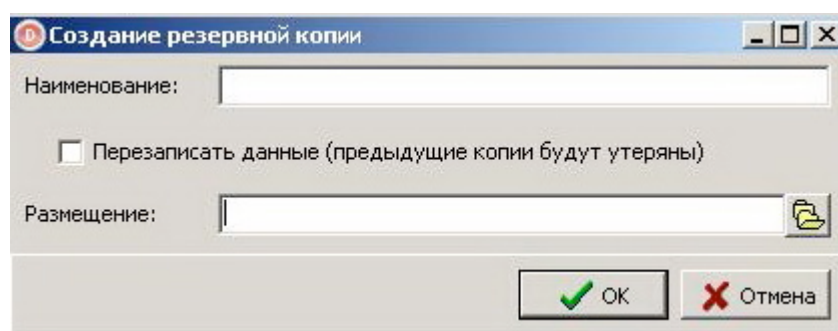 Создание резервной копии
Наименование:
Перезаписать данные (предыдущие копии будут утеряны)
Размещение:
OK Отмена